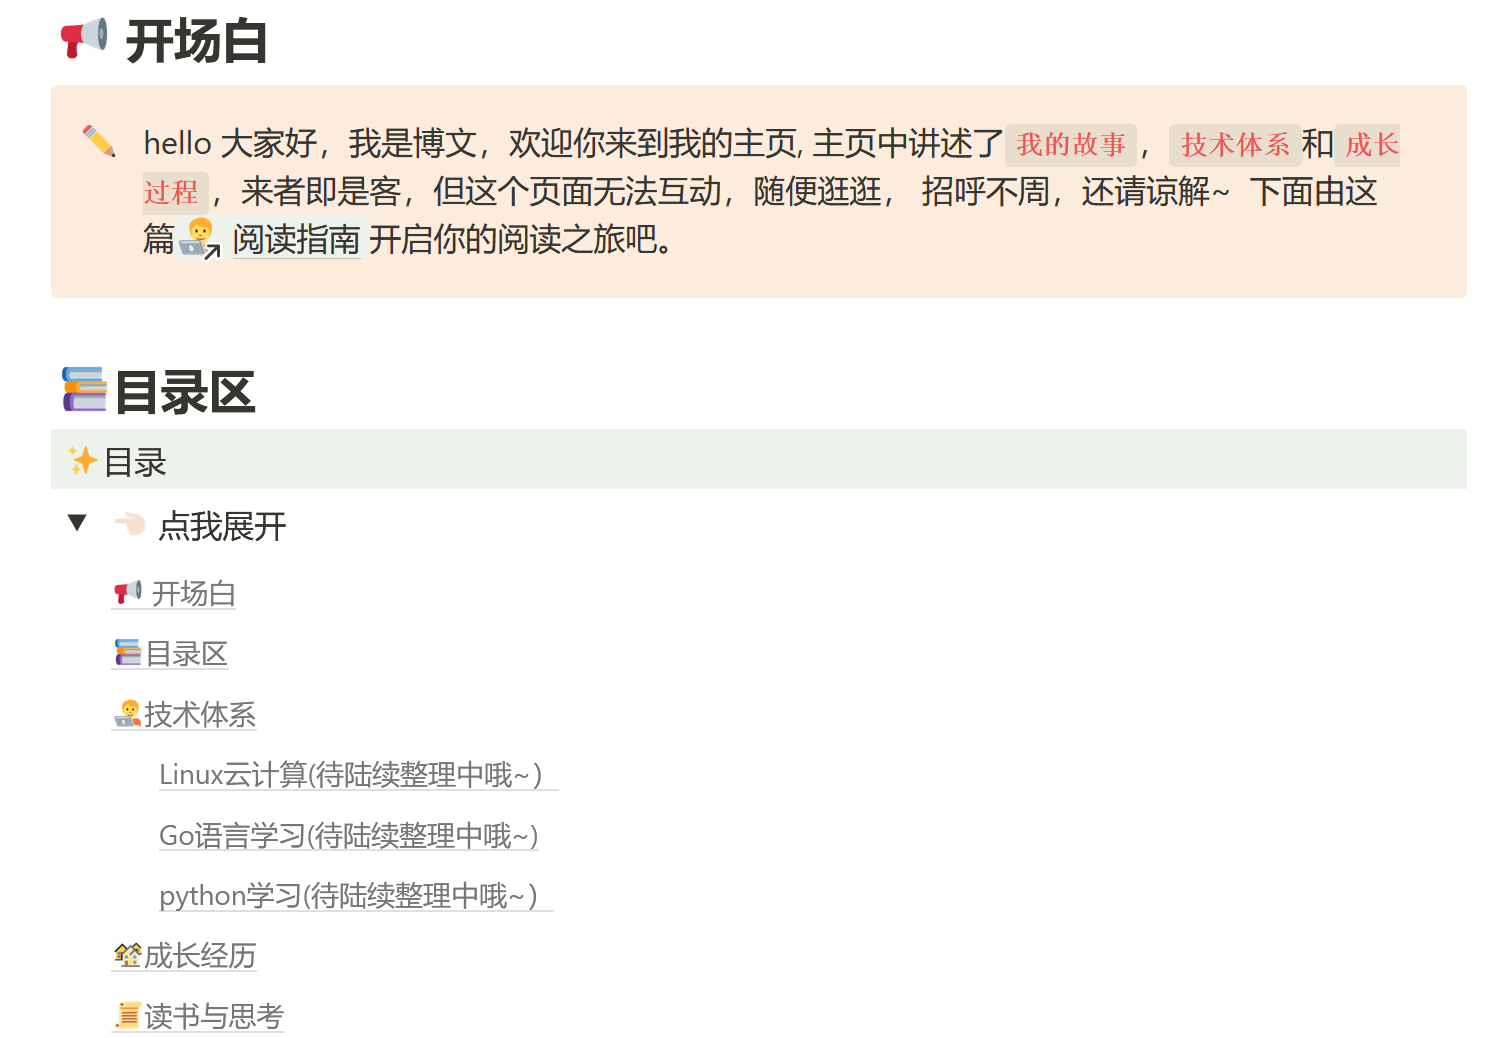 📢 开场白
✏️ hello 大家好，我是博文，欢迎你来到我的主页, 主页中讲述了 我的故事 ， 技术体系 和 成长
过程 ，来者即是客，但这个页面无法互动，随便逛逛， 招呼不周，还请谅解~ 下面由这
篇👨‍💻 阅读指南 开启你的阅读之旅吧。
📚目录区
✨目录
▼ 👈🏻 点我展开
📢 开场白
📚目录区
👨‍💻技术体系
Linux云计算(待陆续整理中哦~）
Go语言学习(待陆续整理中哦~)
python学习(待陆续整理中哦~）
🏘️成长经历
📜读书与思考